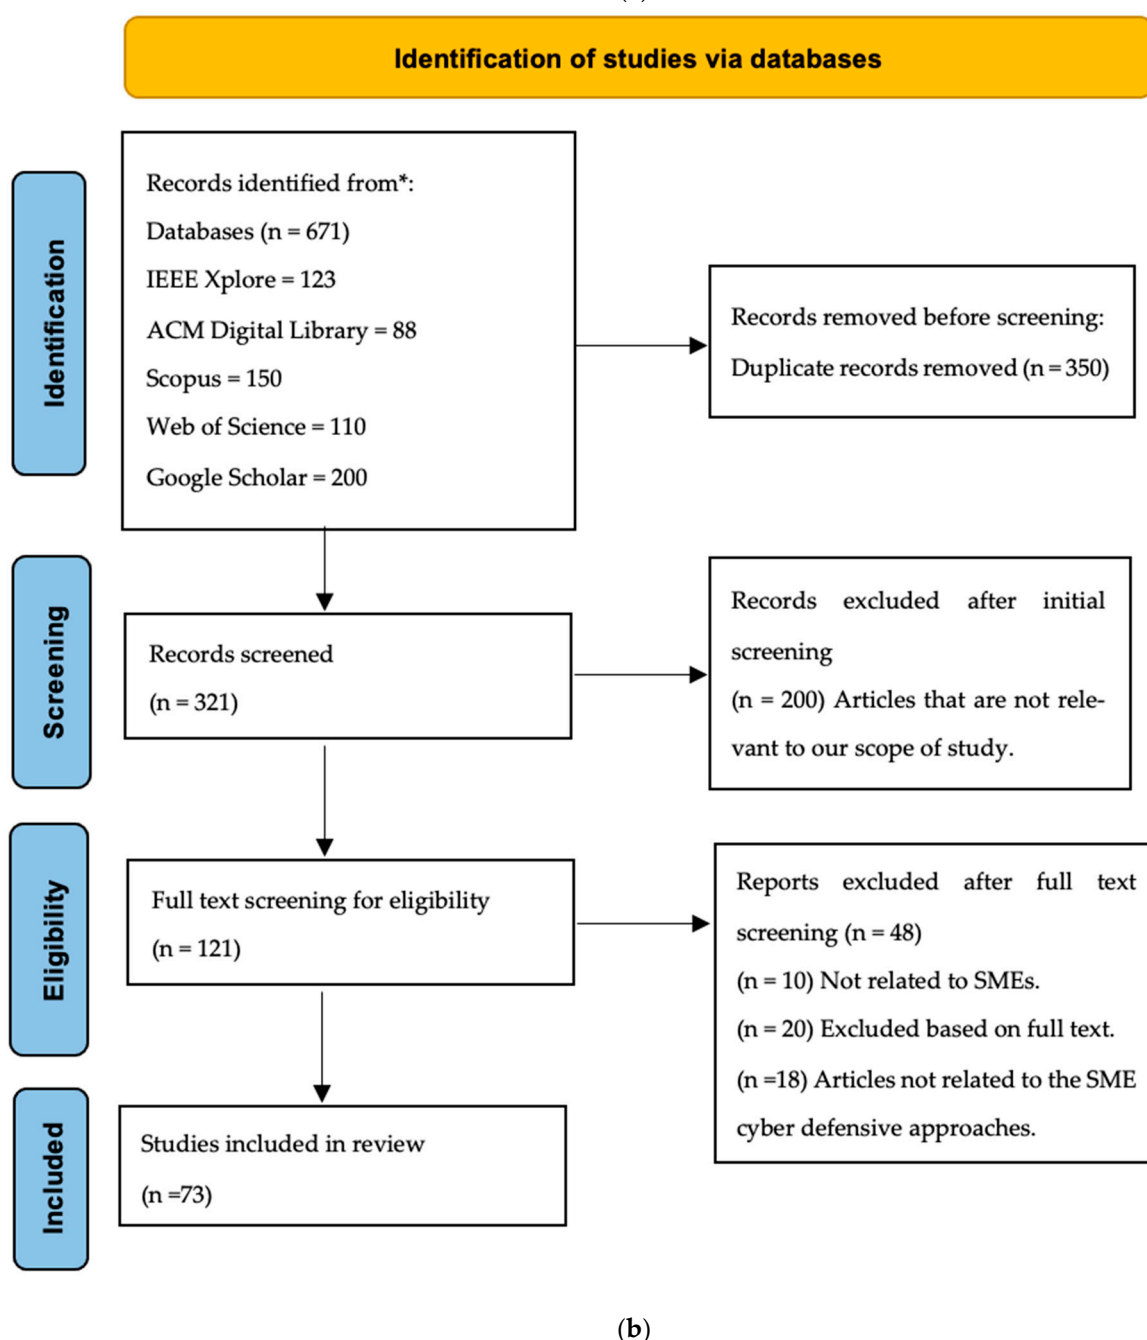 Identification of studies via databases
Identification
Records identified from*:
Databases (n = 671)
IEEE Xplore = 123
ACM Digital Library = 88
Scopus = 150
Web of Science = 110
Google Scholar = 200
Records removed before screening:
Duplicate records removed (n = 350)
Screening
Records screened
(n = 321)
Records excluded after initial
screening
(n = 200) Articles that are not rele-
vant to our scope of study.
Eligibility
Full text screening for eligibility
(n = 121)
Reports excluded after full text
screening (n = 48)
(n = 10) Not related to SMEs.
(n = 20) Excluded based on full text.
(n =18) Articles not related to the SME
cyber defensive approaches.
Included
Studies included in review
(n =73)
(b)